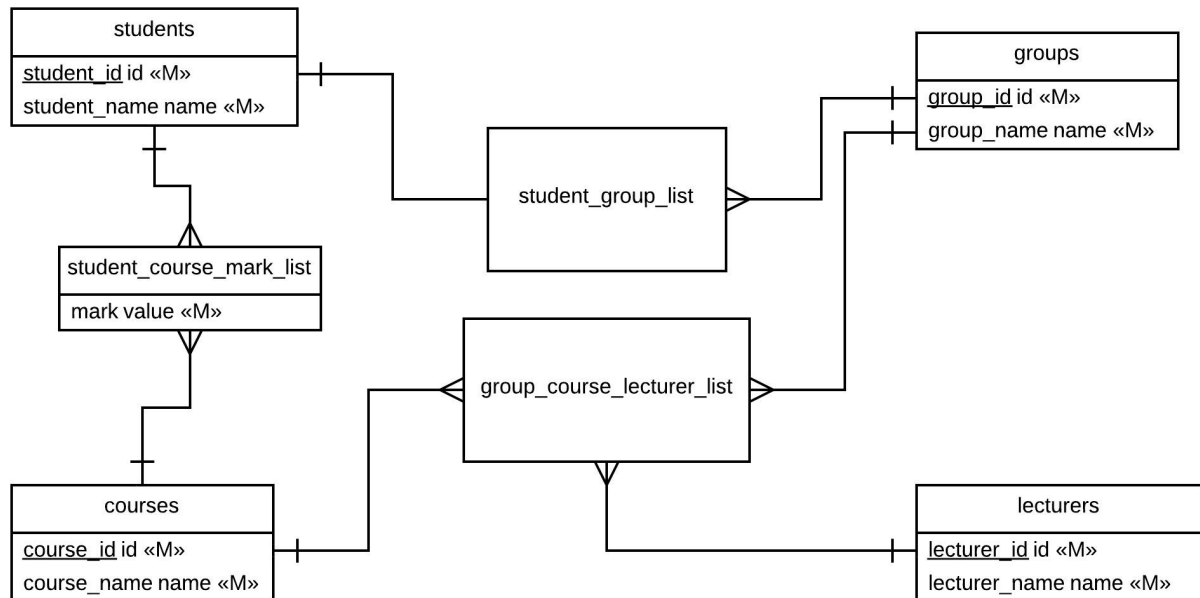 students
student_id id «M»
student_name name «M»
groups
group_id id «M»
group_name name «M»
student_group_list
student_course_mark_list
mark value «M»
group_course_lecturer_list
courses
course_id id «M»
course_name name «M»
lecturers
lecturer_id id «M»
lecturer_name name «M»